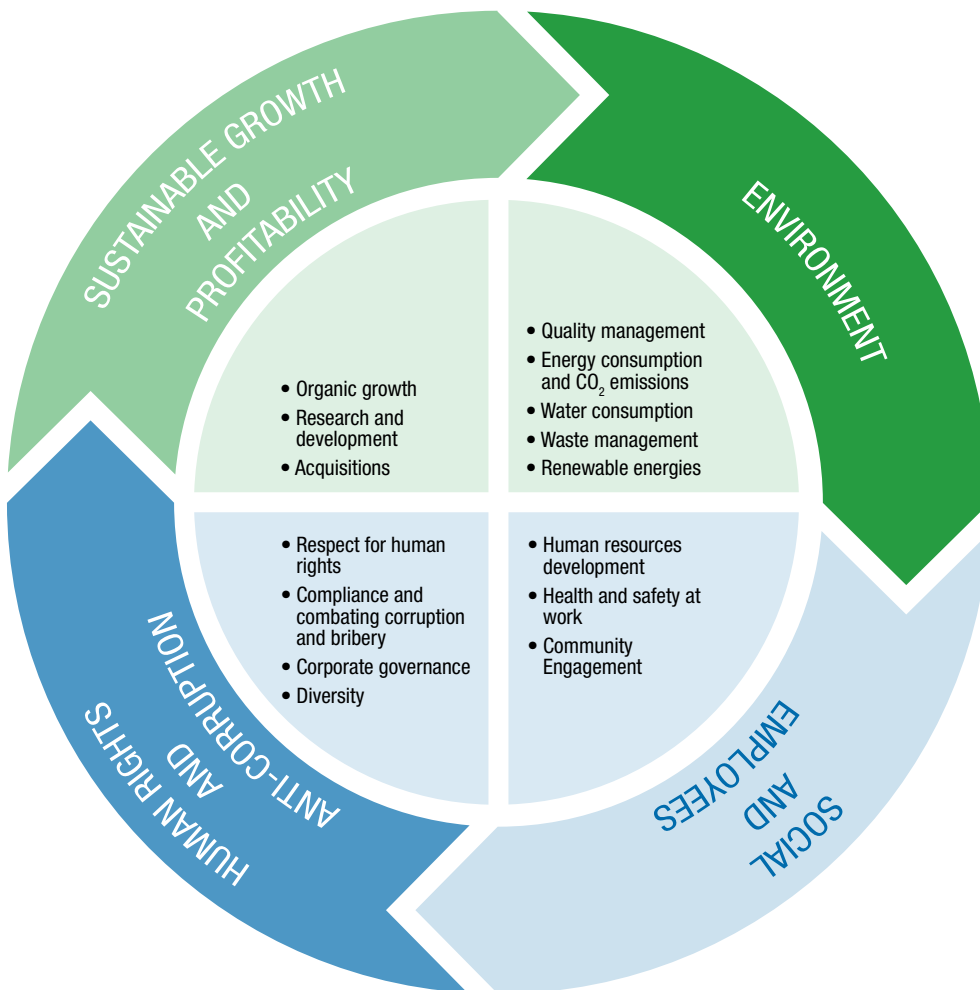 SUSTAINABLE GROWTH
AND
PROFITABILITY
• Organic growth
• Research and
development
• Acquisitions
ENVIRONMENT
• Quality management
• Energy consumption
and CO₂ emissions
• Water consumption
• Waste management
• Renewable energies
SOCIAL
AND
EMPLOYEES
• Human resources
development
• Health and safety at
work
• Community
Engagement
HUMAN RIGHTS
AND
ANTI-CORRUPTION
• Respect for human
rights
• Compliance and
combating corruption
and bribery
• Corporate governance
• Diversity